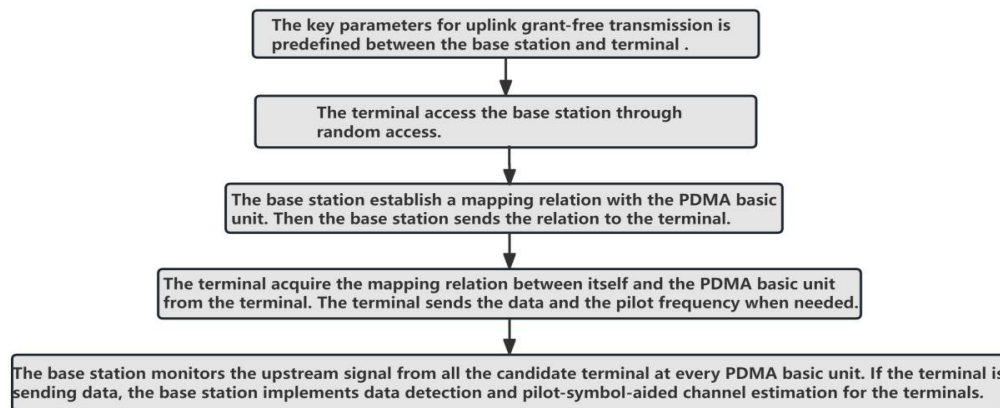 The key parameters for uplink grant-free transmission is
predefined between the base station and terminal .
The terminal access the base station through
random access.
The base station establish a mapping relation with the PDMA basic
unit. Then the base station sends the relation to the terminal.
The terminal acquire the mapping relation between itself and the PDMA basic unit
from the terminal. The terminal sends the data and the pilot frequency when needed.
The base station monitors the upstream signal from all the candidate terminal at every PDMA basic unit. If the terminal is
sending data, the base station implements data detection and pilot-symbol-aided channel estimation for the terminals.